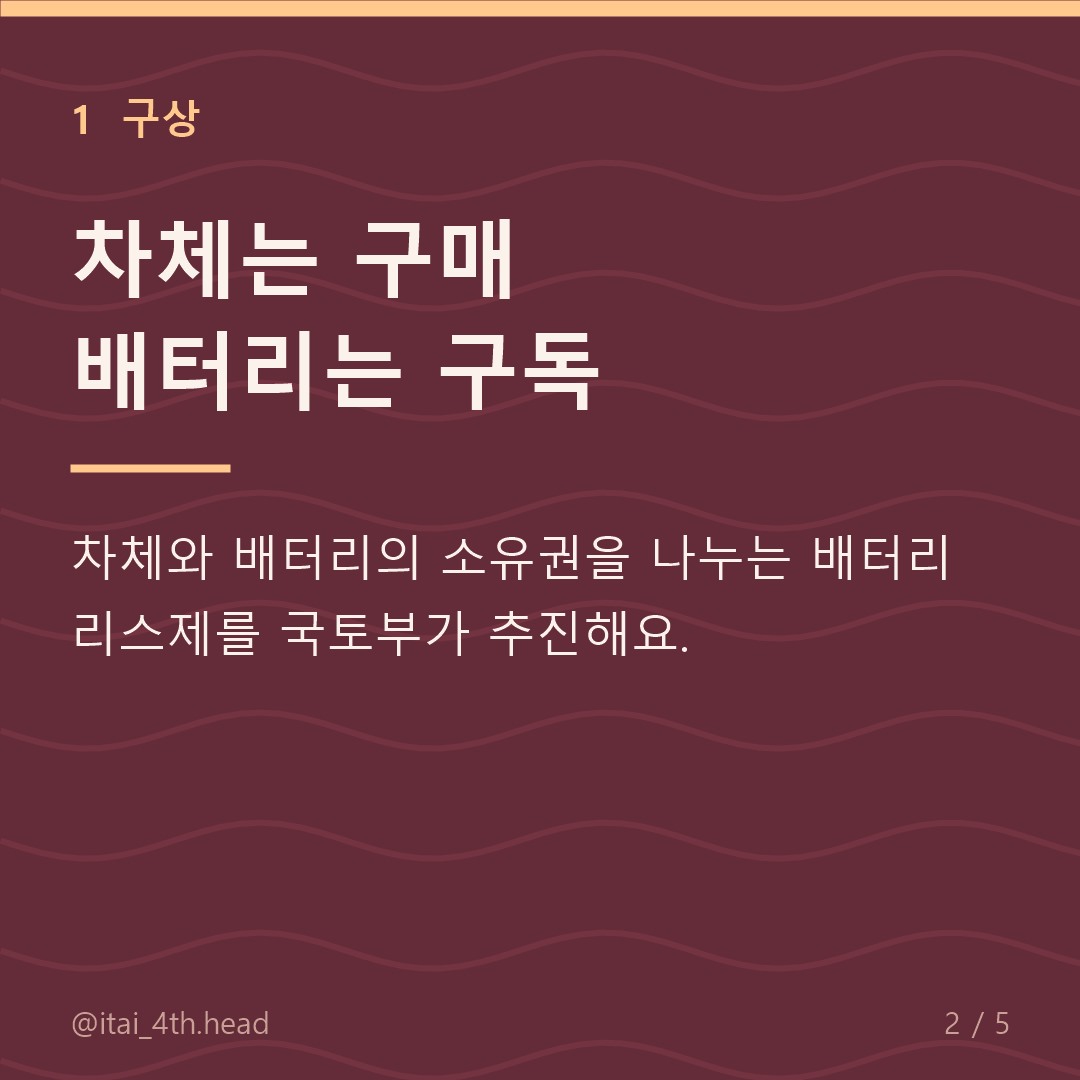 1 구상
차체는 구매
배터리는 구독
차체와 배터리의 소유권을 나누는 배터리
리스제를 국토부가 추진해요.
@itai_4th.head
2 / 5